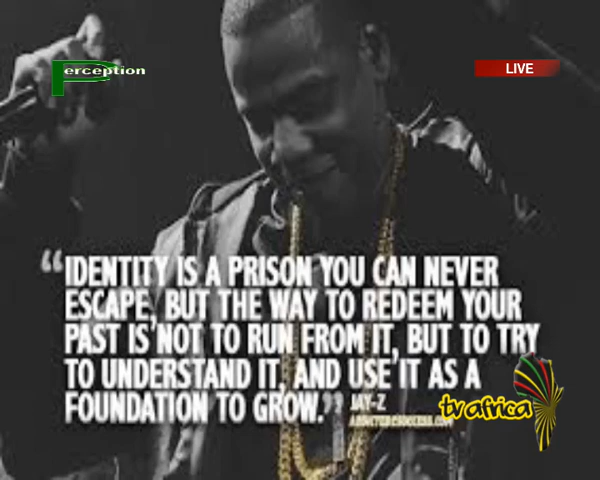 Perception
LIVE
“IDENTITY IS A PRISON YOU CAN NEVER
ESCAPE, BUT THE WAY TO REDEEM YOUR
PAST IS NOT TO RUN FROM IT, BUT TO TRY
TO UNDERSTAND IT, AND USE IT AS A
FOUNDATION TO GROW.” JAY-Z
tv africa